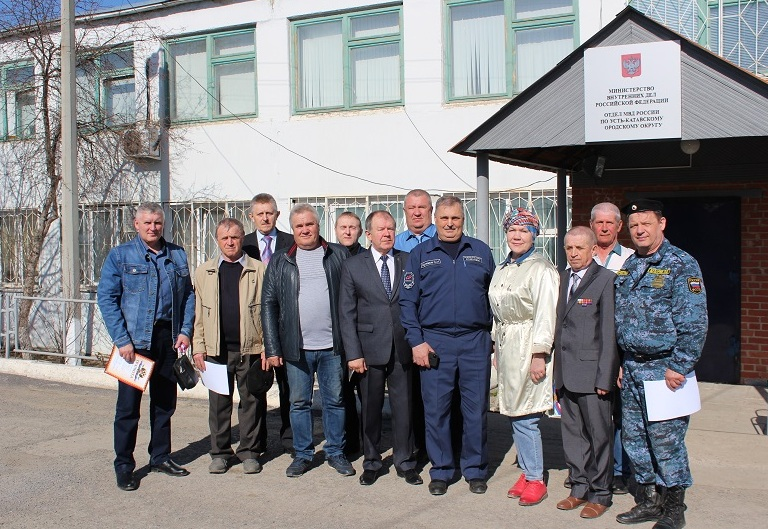 МИНИСТЕРСТВО
ВНУТРЕННИХ ДЕЛ
РОССИЙСКОЙ ФЕДЕРАЦИИ
ОТДЕЛ МВД РОССИИ
ПО УСТЬ-КАТАВСКОМУ
ГОРОДСКОМУ ОКРУГУ